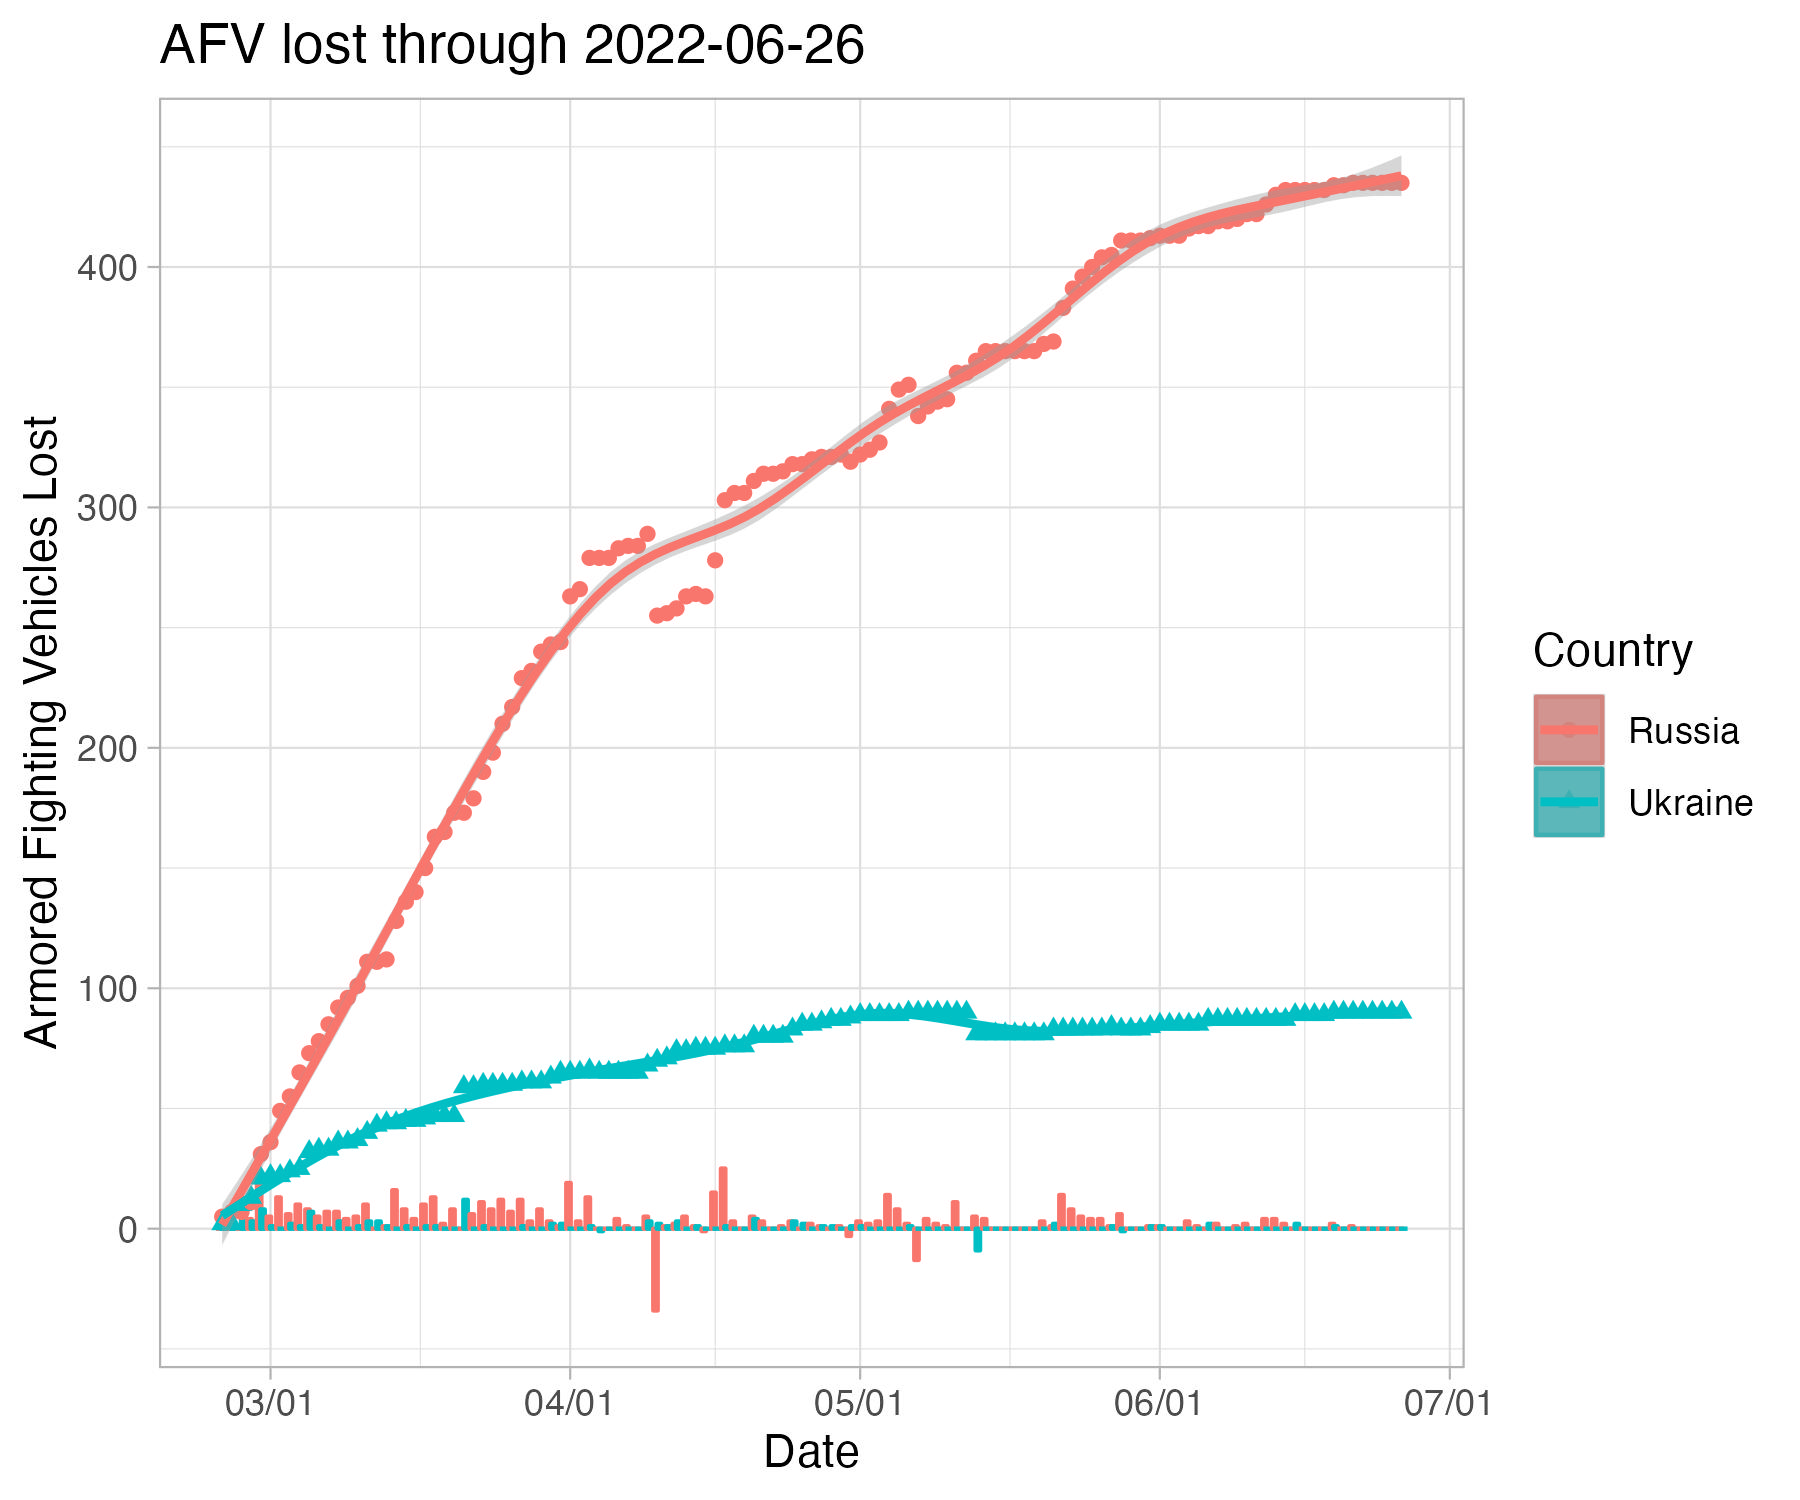 AFV lost through 2022-06-26
Armored Fighting Vehicles Lost
400
300
200
100
0
03/01
04/01
05/01
06/01
07/01
Date
Country
Russia
Ukraine